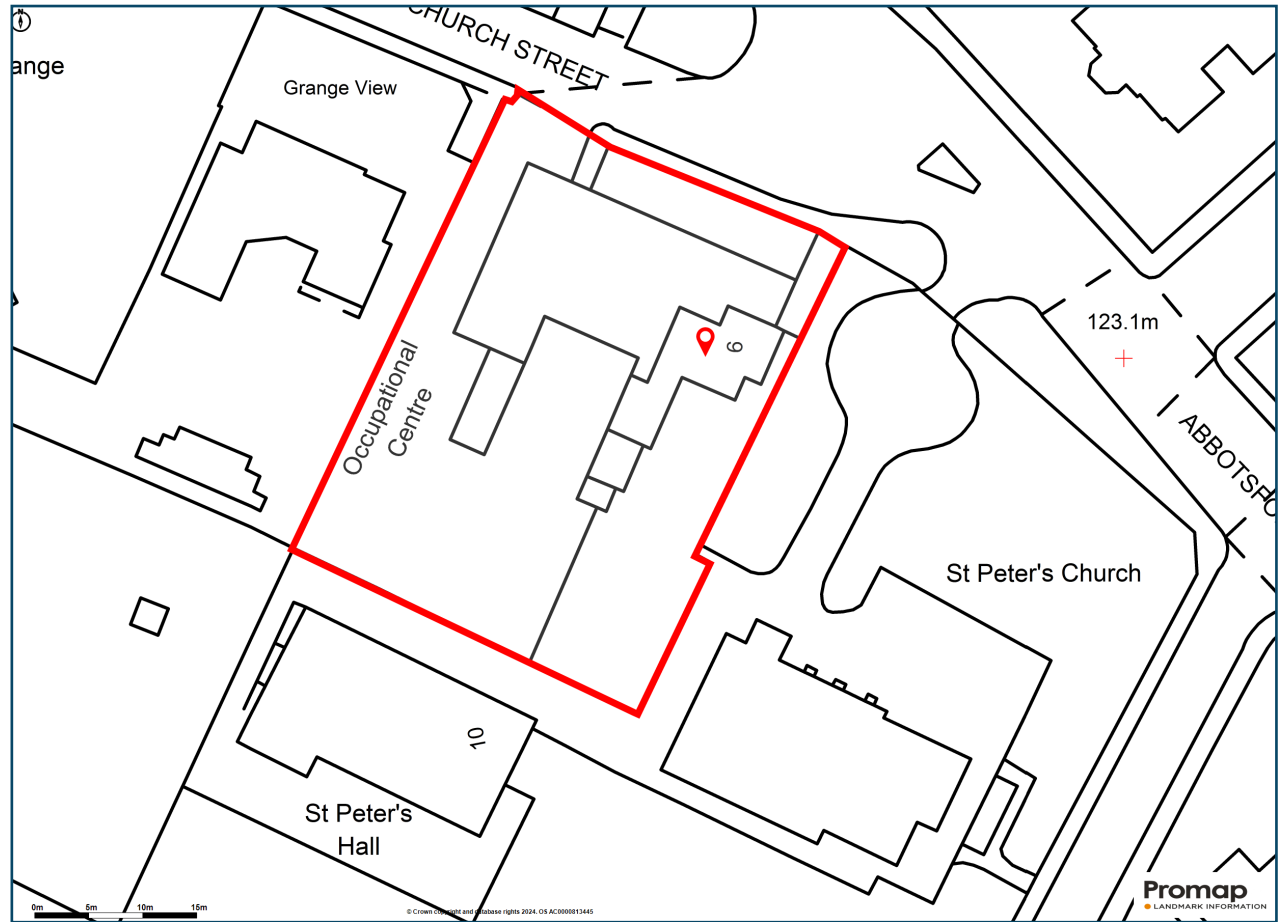 N
CHURCH STREET
ange
Grange View
123.1m
6
Occupational
Centre
ABBOTSFO
St Peter's Church
10
St Peter's
Hall
0m 5m 10m 15m
© Crown copyright and database rights 2024. OS AC0000813445
Promap
LANDMARK INFORMATION